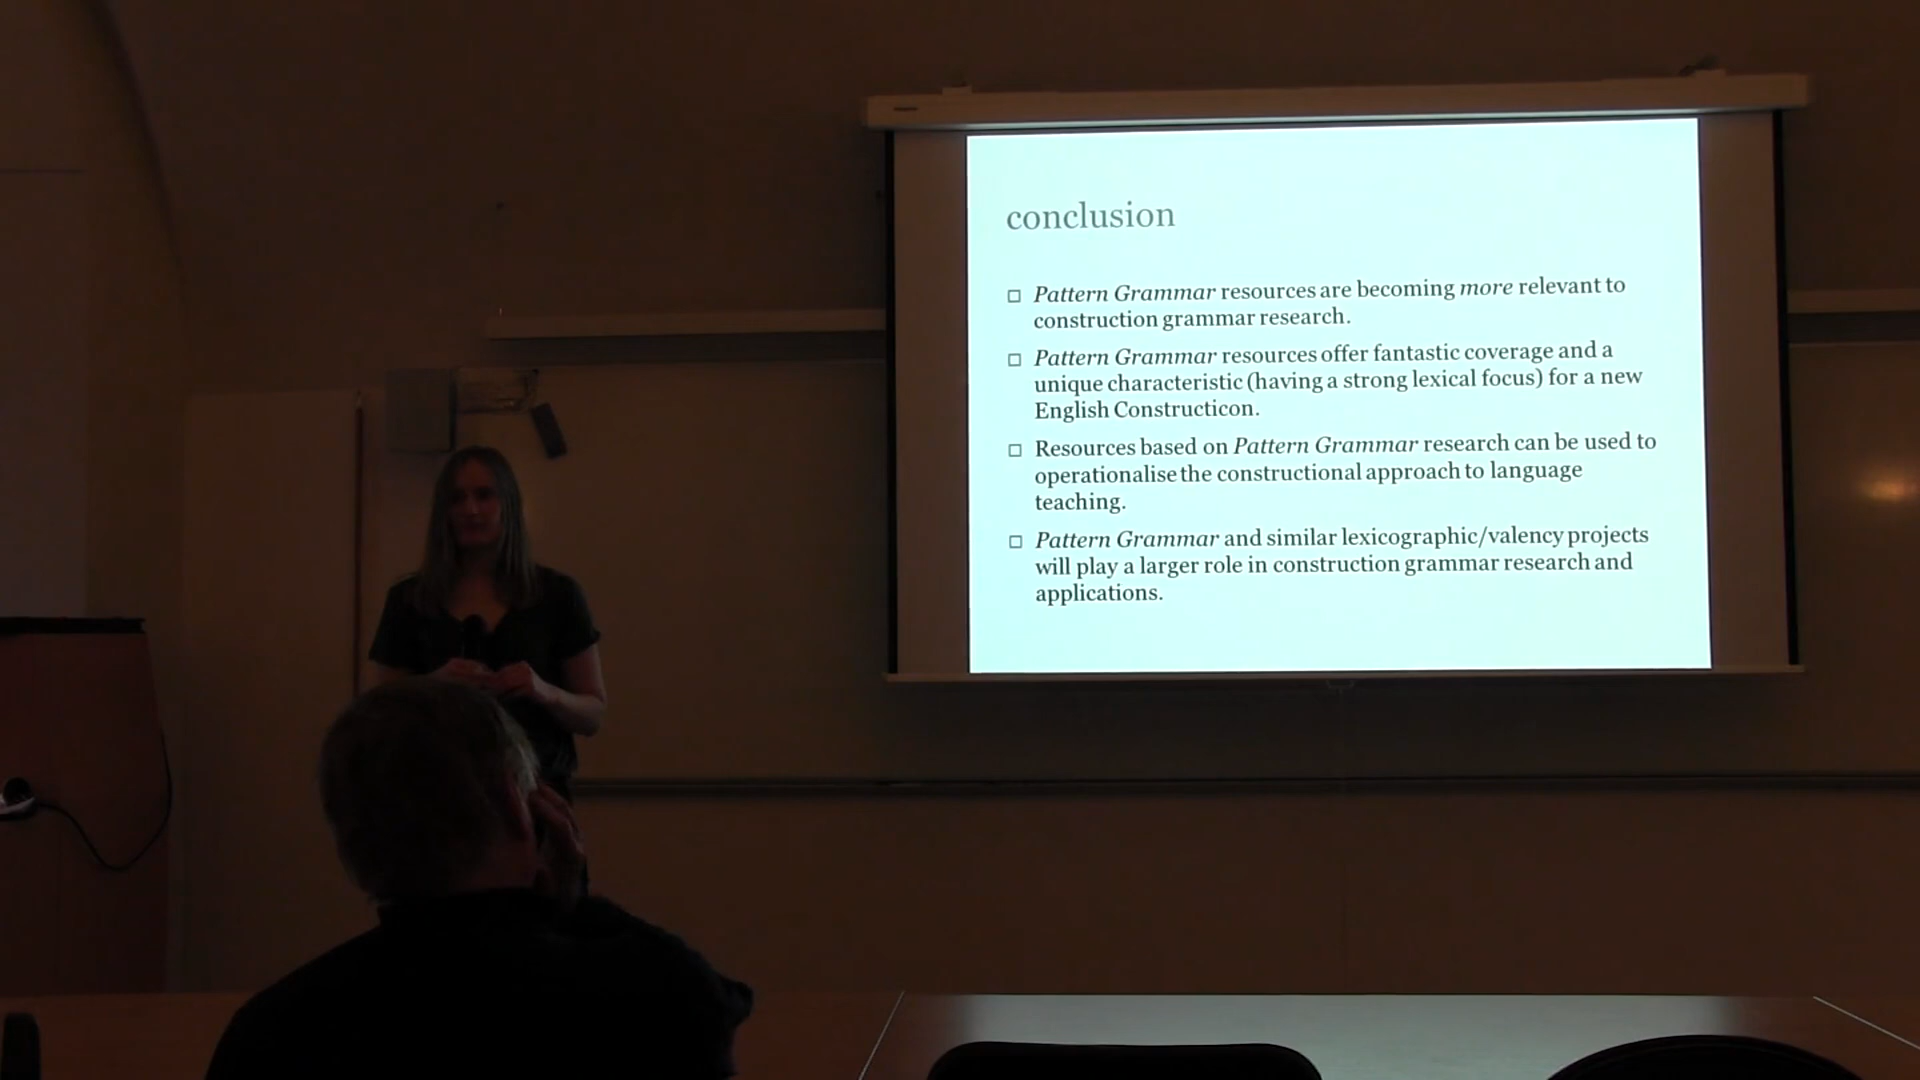 conclusion
Pattern Grammar resources are becoming more relevant to
construction grammar research.
Pattern Grammar resources offer fantastic coverage and a
unique characteristic (having a strong lexical focus) for a new
English Constructicon.
Resources based on Pattern Grammar research can be used to
operationalise the constructional approach to language
teaching.
Pattern Grammar and similar lexicographic/valency projects
will play a larger role in construction grammar research and
applications.